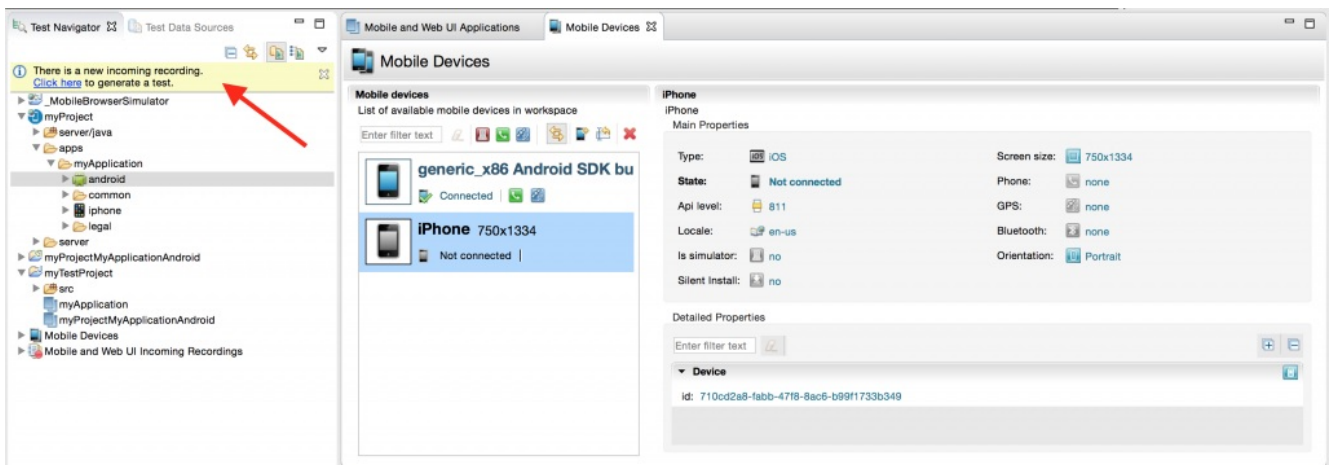 Test Navigator
Test Data Sources
There is a new incoming recording.
Click here to generate a test.
_MobileBrowserSimulator
myProject
server/java
apps
myApplication
android
common
iphone
legal
server
myProjectMyApplicationAndroid
myTestProject
src
myApplication
myProjectMyApplicationAndroid
Mobile Devices
Mobile and Web UI Incoming Recordings
Mobile and Web UI Applications
Mobile Devices
Mobile Devices
Mobile devices
List of available mobile devices in workspace
Enter filter text
generic_x86 Android SDK bu
Connected
iPhone 750x1334
Not connected
iPhone
iPhone
Main Properties
Type: iOS iOS
Screen size: 750x1334
State: Not connected
Phone: none
Api level: 811
GPS: none
Locale: en-us
Bluetooth: none
Is simulator: no
Orientation: Portrait
Silent Install: no
Detailed Properties
Enter filter text
Device
id: 710cd2a8-fabb-47f8-8ac6-b99f1733b349